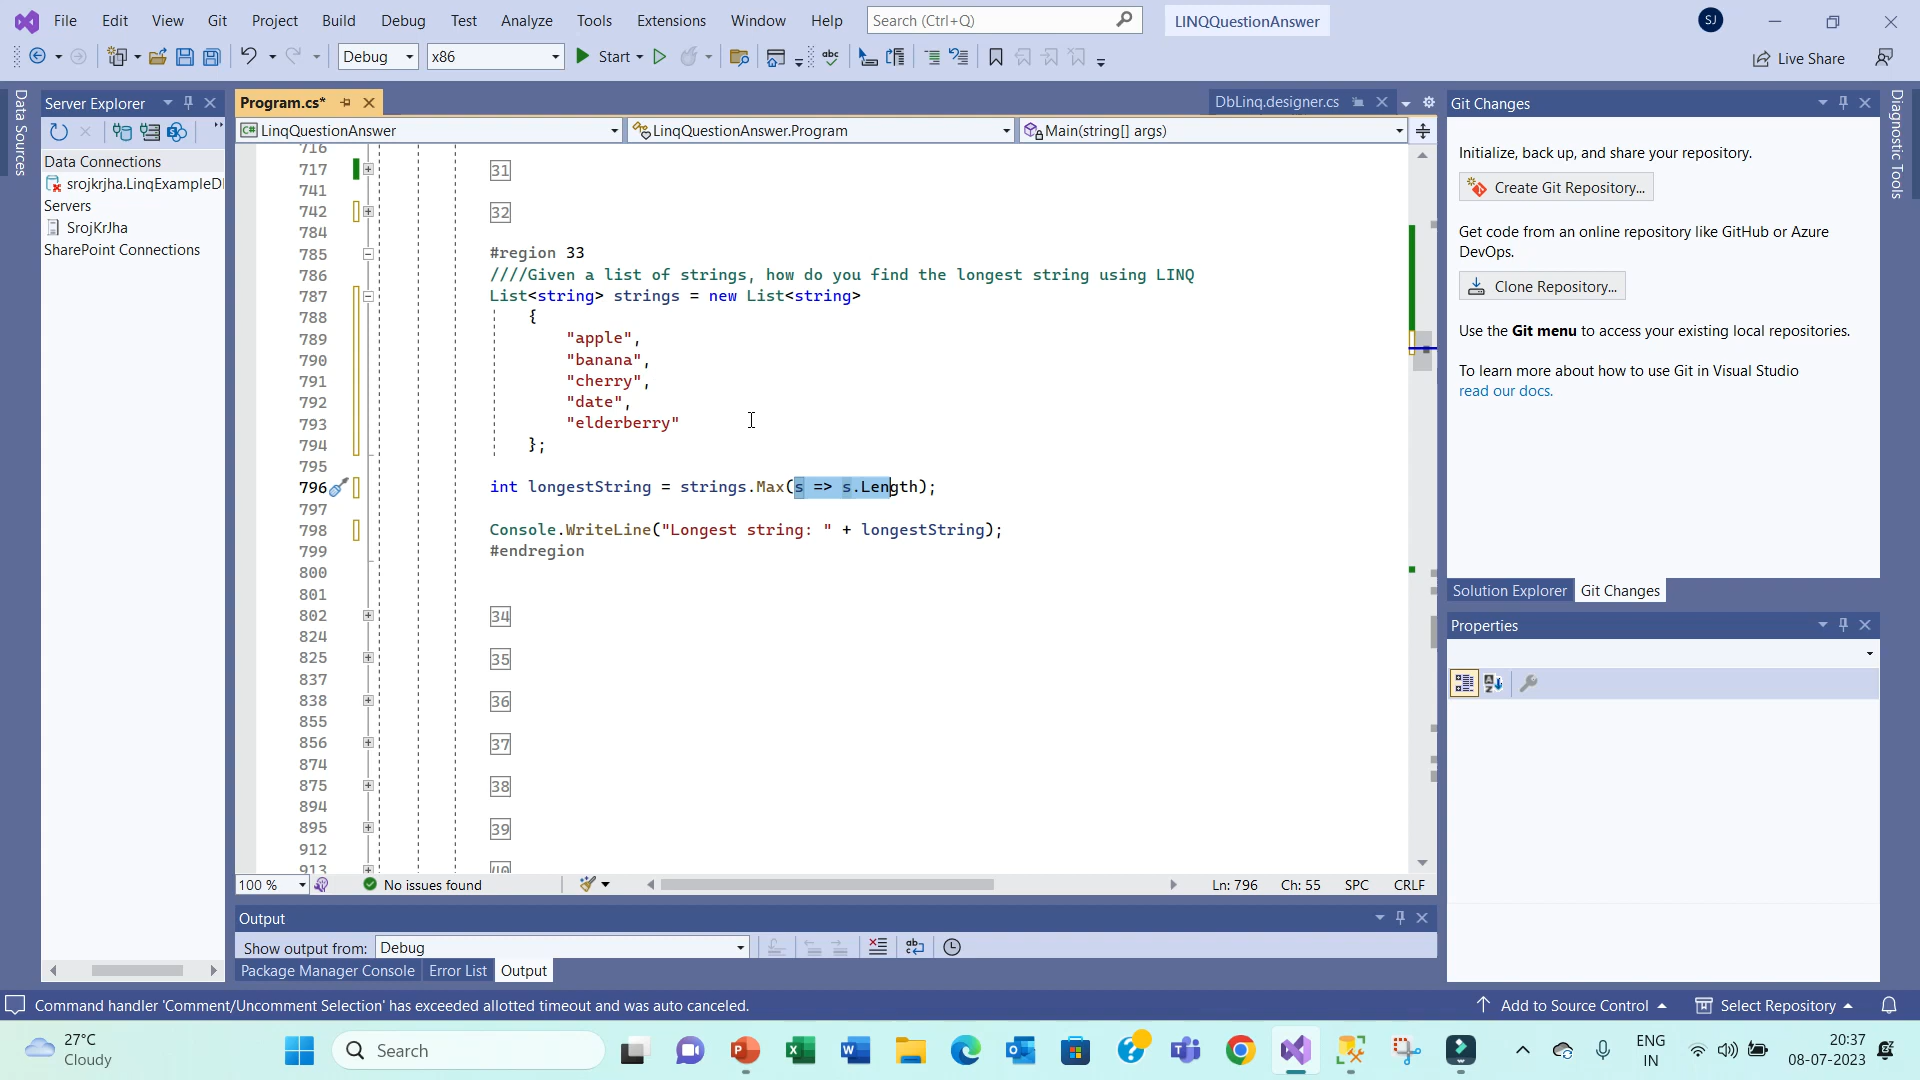 File Edit View Git Project Build Debug Test Analyze Tools Extensions Window Help Search (Ctrl+Q) LINQQuestionAnswer SJ
Debug x86 Start Live Share
Data Sources
Server Explorer
Data Connections
srojkrjha.LinqExampleD
Servers
SrojKrJha
SharePoint Connections
Program.cs* DbLinq.designer.cs
LinqQuestionAnswer LinqQuestionAnswer.Program Main(string[] args)
716
717 31
741
742 32
784
785 #region 33
786 ////Given a list of strings, how do you find the longest string using LINQ
787 List<string> strings = new List<string>
788 {
789 "apple",
790 "banana",
791 "cherry",
792 "date",
793 "elderberry"
794 };
795
796 int longestString = strings.Max(s => s.Length);
797
798 Console.WriteLine("Longest string: " + longestString);
799 #endregion
800
801
802 34
824
825 35
837
838 36
855
856 37
874
875 38
894
895 39
912
913 40
100 % No issues found Ln: 796 Ch: 55 SPC CRLF
Output
Show output from: Debug
Package Manager Console Error List Output
Git Changes
Initialize, back up, and share your repository.
Create Git Repository...
Get code from an online repository like GitHub or Azure
DevOps.
Clone Repository...
Use the Git menu to access your existing local repositories.
To learn more about how to use Git in Visual Studio
read our docs.
Solution Explorer Git Changes
Properties
Diagnostic Tools
Command handler 'Comment/Uncomment Selection' has exceeded allotted timeout and was auto canceled. Add to Source Control Select Repository
27°C
Cloudy
Search
ENG
IN
20:37
08-07-2023